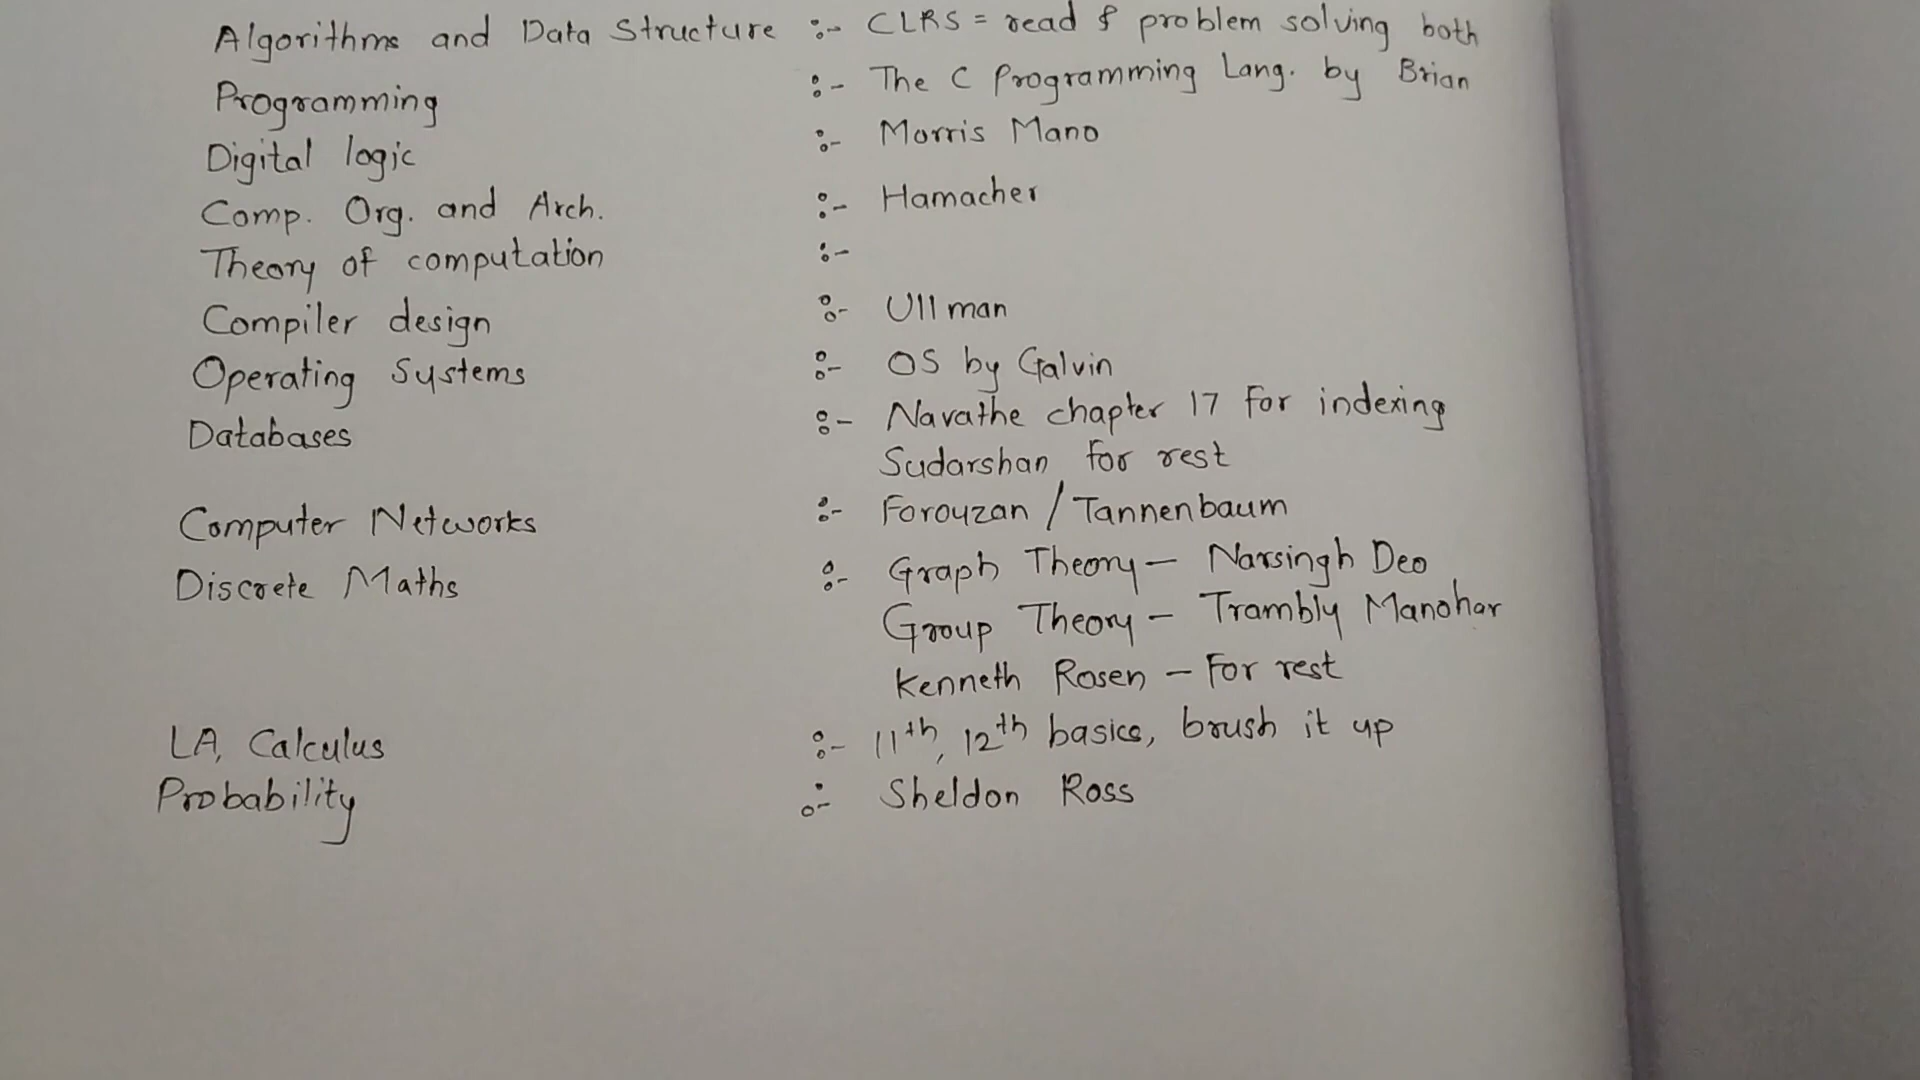 Algorithms and Data Structure :- CLRS = read & problem solving both
Programming :- The C Programming Lang. by Brian
Digital logic :- Morris Mano
Comp. Org. and Arch. :- Hamacher
Theory of computation :-
Compiler design :- Ullman
Operating Systems :- OS by Galvin
Databases :- Navathe chapter 17 for indexing
Sudarshan for rest
Computer Networks :- Forouzan / Tannenbaum
Discrete Maths :- Graph Theory – Narsingh Deo
Group Theory – Trambly Manohar
Kenneth Rosen – For rest
LA, Calculus :- 11th, 12th basics, brush it up
Probability :- Sheldon Ross